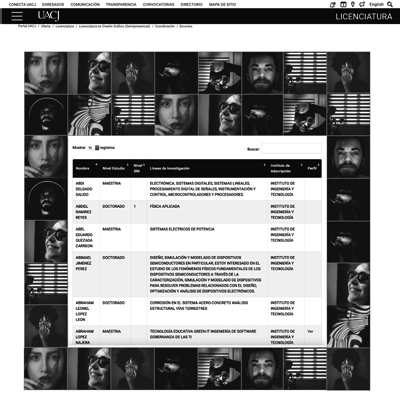 CONECTA UACJ EGRESADOS COMUNICACIÓN TRANSPARENCIA CONVOCATORIAS DIRECTORIO MAPA DE SITIO English
UACJ LICENCIATURA
Portal UACJ / Oferta / Licenciatura / Licenciatura en Diseño Gráfico (Semipresencial) / Coordinación / Docentes
Mostrar registros
Buscar:
Nombre Nivel Estudio Nivel SNI Líneas de Investigación Instituto de Adscripción Perfil
ABDI DELGADO SALIDO MAESTRIA ELECTRÓNICA, SISTEMAS DIGITALES, SISTEMAS LINEALES,
PROCESAMIENTO DIGITAL DE SEÑALES, INSTRUMENTACIÓN Y
CONTROL, MICROCONTROLADORES Y PROCESADORES.
INSTITUTO DE INGENIERÍA Y TECNOLOGÍA
ABDIEL RAMIREZ REYES DOCTORADO 1 FÍSICA APLICADA INSTITUTO DE INGENIERÍA Y TECNOLOGÍA
ABEL EDUARDO QUEZADA CARREON MAESTRIA SISTEMAS ELECTRICOS DE POTENCIA INSTITUTO DE INGENIERÍA Y TECNOLOGÍA
ABIMAEL JIMENEZ PEREZ DOCTORADO DISEÑO, SIMULACIÓN Y MODELADO DE DISPOSITIVOS
SEMICONDUCTORES EN PARTICULAR, ESTOY INTERESADO EN EL
ESTUDIO DE LOS FENÓMENOS FÍSICOS FUNDAMENTALES DE LOS
DISPOSITIVOS SEMICONDUCTORES A TRAVÉS DE LA
CARACTERIZACIÓN, SIMULACIÓN Y MODELADO DE DISPOSITIVOS
PARA RESOLVER PROBLEMAS RELACIONADOS CON EL DISEÑO,
OPTIMIZACIÓN Y ANÁLISIS DE DISPOSITIVOS ELECTRÓNICOS.
INSTITUTO DE INGENIERÍA Y TECNOLOGÍA
ABRAHAM LEONEL LOPEZ LEON DOCTORADO CORROSIÓN EN EL SISTEMA ACERO-CONCRETO ANÁLISIS
ESTRUCTURAL VÍAS TERRESTRES
INSTITUTO DE INGENIERÍA Y TECNOLOGÍA
ABRAHAM LOPEZ NAJERA MAESTRIA TECNOLOGÍA EDUCATIVA GREEN IT INGENIERÍA DE SOFTWARE
GOBERNANZA DE LAS TI
INSTITUTO DE INGENIERÍA Y TECNOLOGÍA Ver